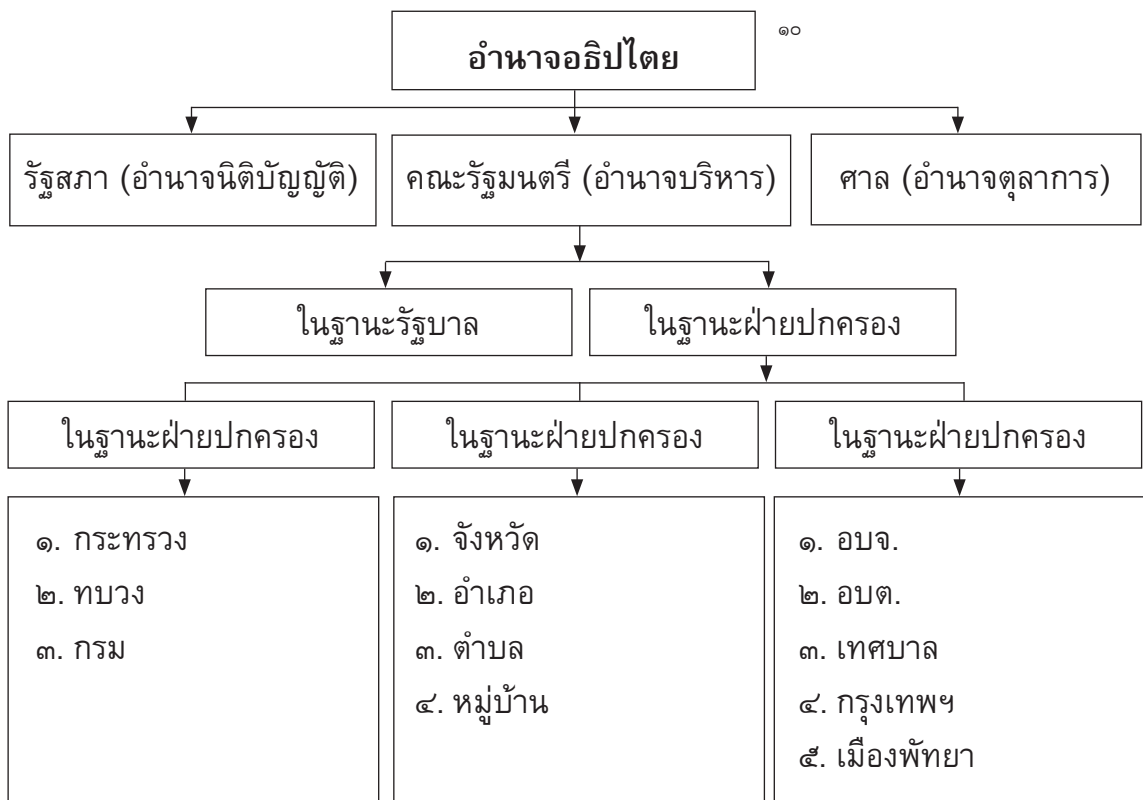 อำนาจอธิปไตย
๑๐
รัฐสภา (อำนาจนิติบัญญัติ)
คณะรัฐมนตรี (อำนาจบริหาร)
ศาล (อำนาจตุลาการ)
ในฐานะรัฐบาล
ในฐานะฝ่ายปกครอง
ในฐานะฝ่ายปกครอง
ในฐานะฝ่ายปกครอง
ในฐานะฝ่ายปกครอง
๑. กระทรวง
๒. ทบวง
๓. กรม
๑. จังหวัด
๒. อำเภอ
๓. ตำบล
๔. หมู่บ้าน
๑. อบจ.
๒. อบต.
๓. เทศบาล
๔. กรุงเทพฯ
๕. เมืองพัทยา